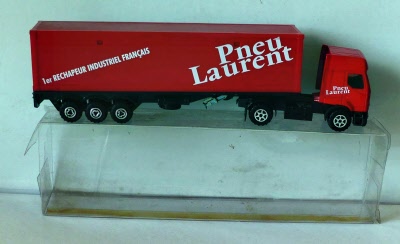 1er RECHAPEUR INDUSTRIEL FRANÇAIS
Pneu
Laurent
Pneu
Laurent